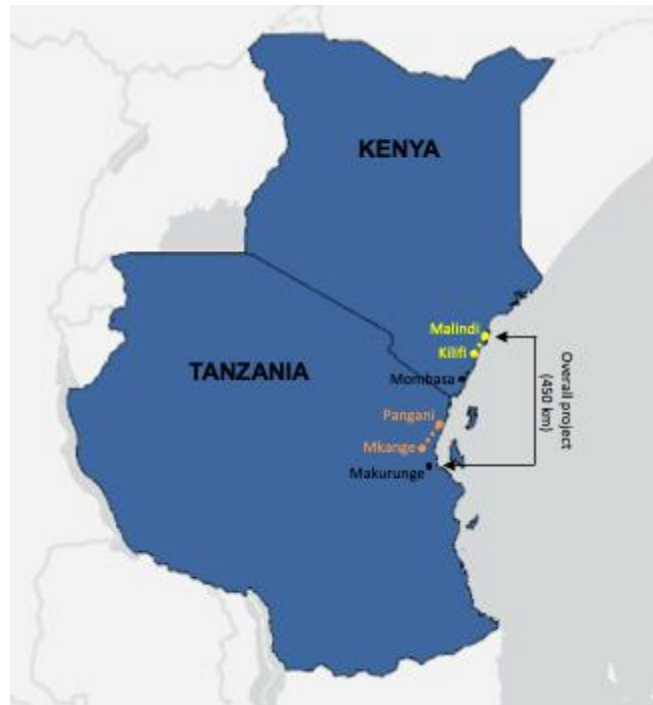 KENYA
Malindi
Kilifi
Mombasa
TANZANIA
Pangani
Mkange
Makurunge
Overall project
(450 km)